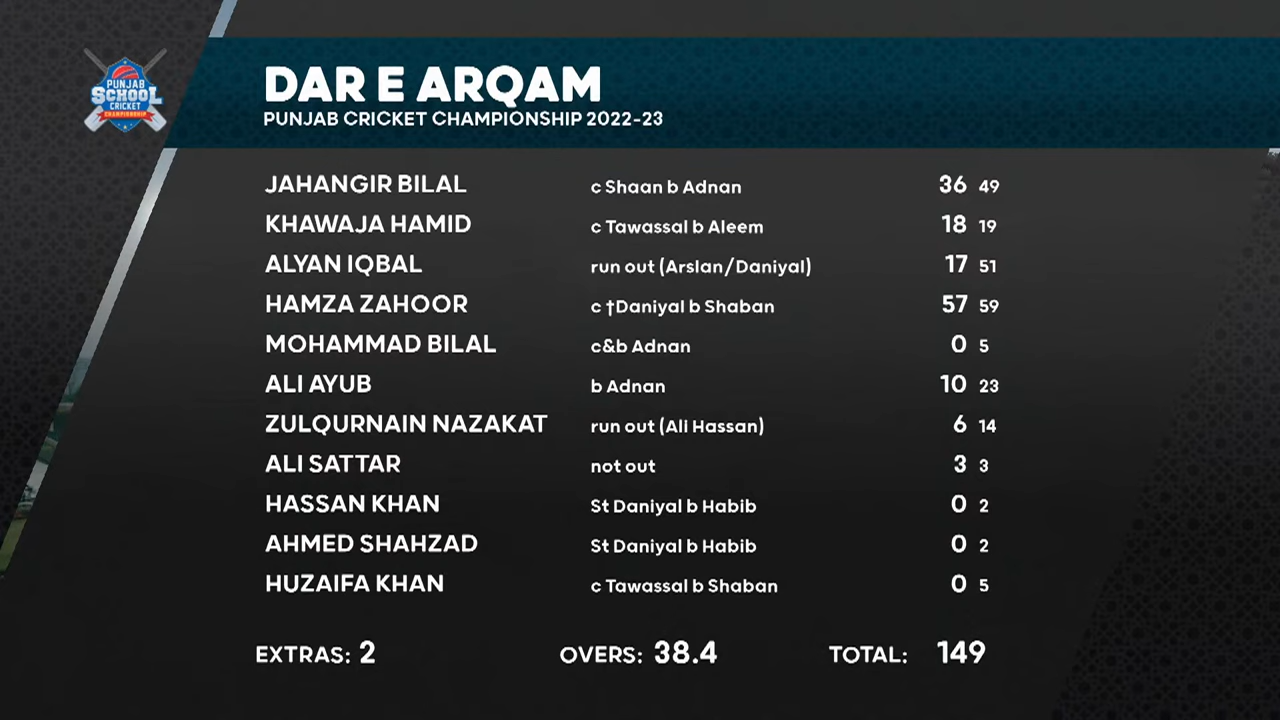 PUNJAB
SCHOOL
CRICKET
CHAMPIONSHIP
DAR E ARQAM
PUNJAB CRICKET CHAMPIONSHIP 2022-23
JAHANGIR BILAL c Shaan b Adnan 36 49
KHAWAJA HAMID c Tawassal b Aleem 18 19
ALYAN IQBAL run out (Arslan/Daniyal) 17 51
HAMZA ZAHOOR c †Daniyal b Shaban 57 59
MOHAMMAD BILAL c&b Adnan 0 5
ALI AYUB b Adnan 10 23
ZULQURNAIN NAZAKAT run out (Ali Hassan) 6 14
ALI SATTAR not out 3 3
HASSAN KHAN St Daniyal b Habib 0 2
AHMED SHAHZAD St Daniyal b Habib 0 2
HUZAIFA KHAN c Tawassal b Shaban 0 5
EXTRAS: 2 OVERS: 38.4 TOTAL: 149